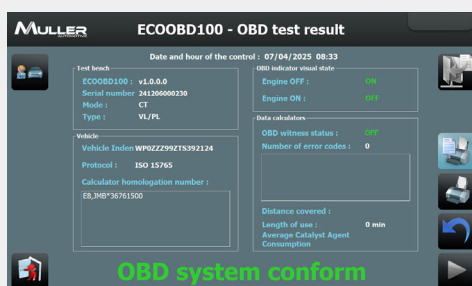 MULLER
AUTOMOTIVE
ECOOBD100 - OBD test result
Date and hour of the control : 07/04/2025 08:33
Test bench
ECOOBD100 : v1.0.0.0
Serial number 241206000230
Mode : CT
Type : VL/PL
Vehicle
Vehicle Inden WP0ZZZ99ZTS392124
Protocol : ISO 15765
Calculator homologation number :
E8,JMB*36761500
OBD indicator visual state
Engine OFF : ON
Engine ON : OFF
Data calculators
OBD witness status : OFF
Number of error codes : 0
Distance covered :
Length of use : 0 min
Average Catalyst Agent
Consumption
OBD system conform